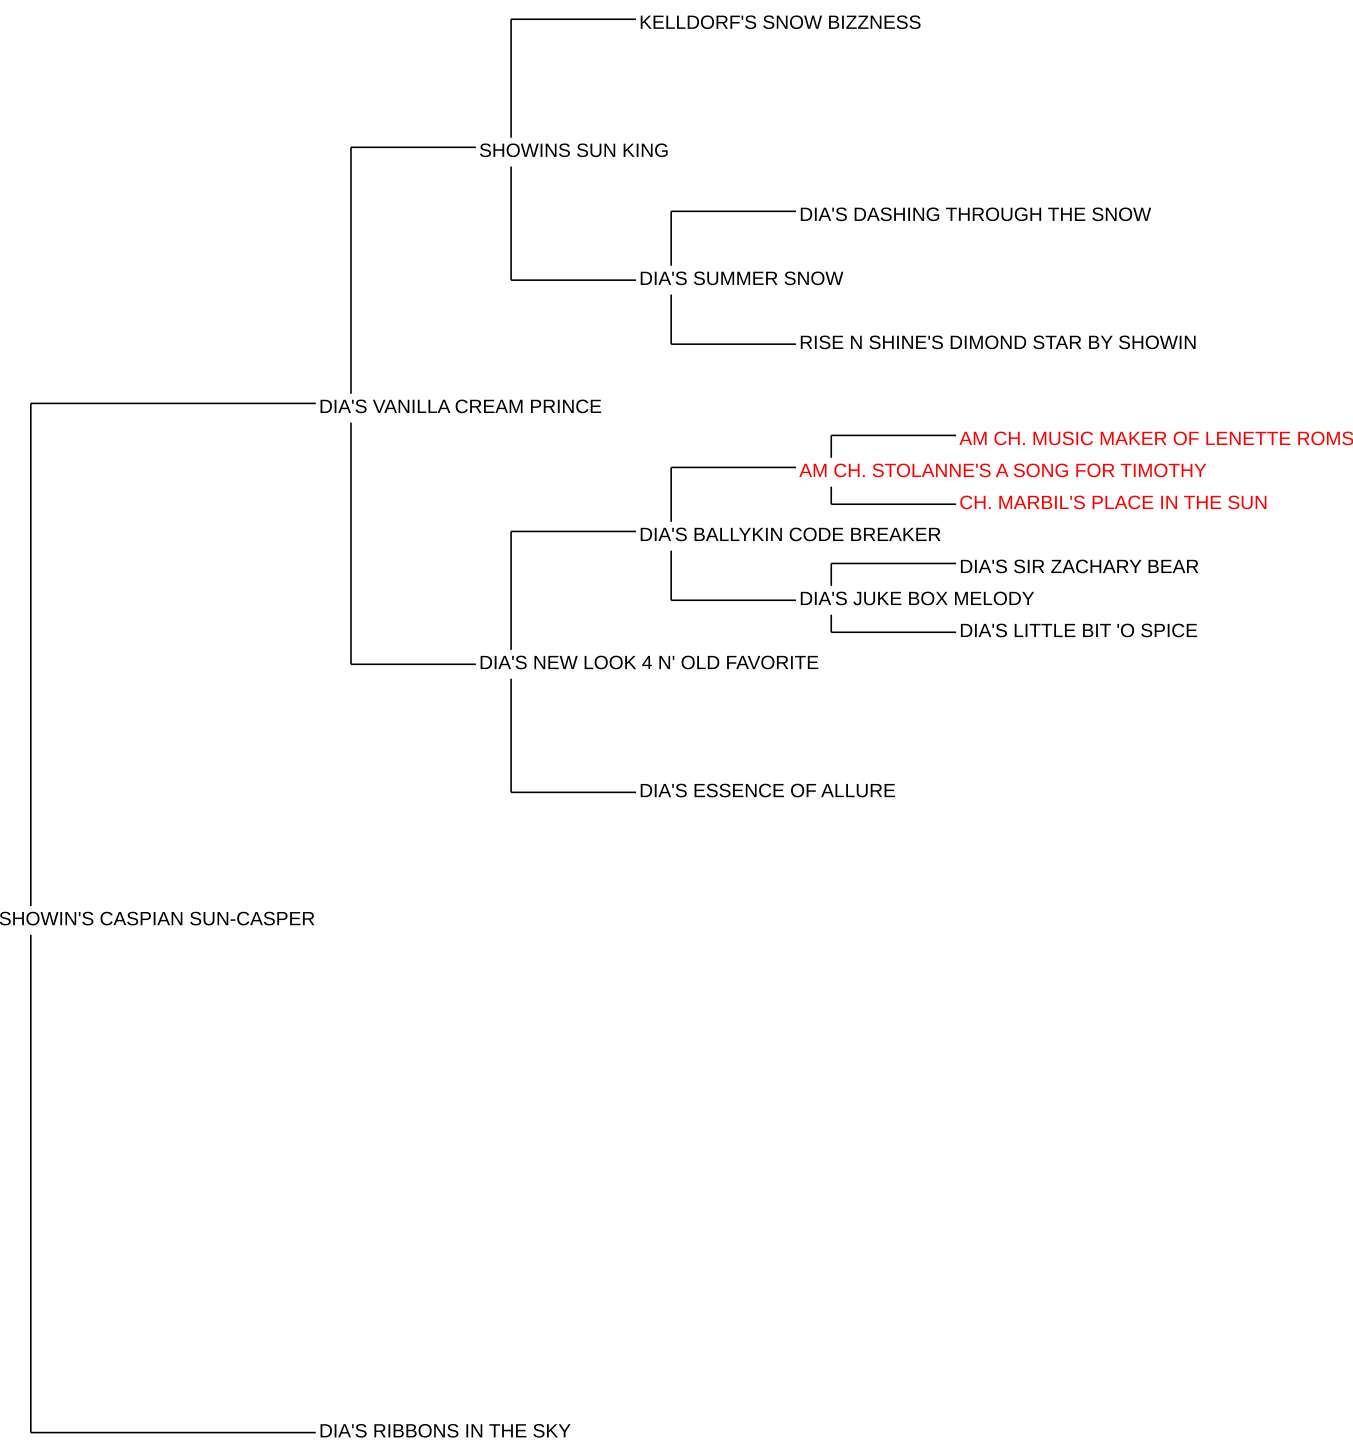 KELLDORF'S SNOW BIZZNESS
SHOWINS SUN KING
DIA'S DASHING THROUGH THE SNOW
DIA'S SUMMER SNOW
RISE N SHINE'S DIMOND STAR BY SHOWIN
DIA'S VANILLA CREAM PRINCE
AM CH. MUSIC MAKER OF LENETTE ROMS
AM CH. STOLANNE'S A SONG FOR TIMOTHY
CH. MARBIL'S PLACE IN THE SUN
DIA'S BALLYKIN CODE BREAKER
DIA'S SIR ZACHARY BEAR
DIA'S JUKE BOX MELODY
DIA'S LITTLE BIT 'O SPICE
DIA'S NEW LOOK 4 N' OLD FAVORITE
DIA'S ESSENCE OF ALLURE
SHOWIN'S CASPIAN SUN-CASPER
DIA'S RIBBONS IN THE SKY